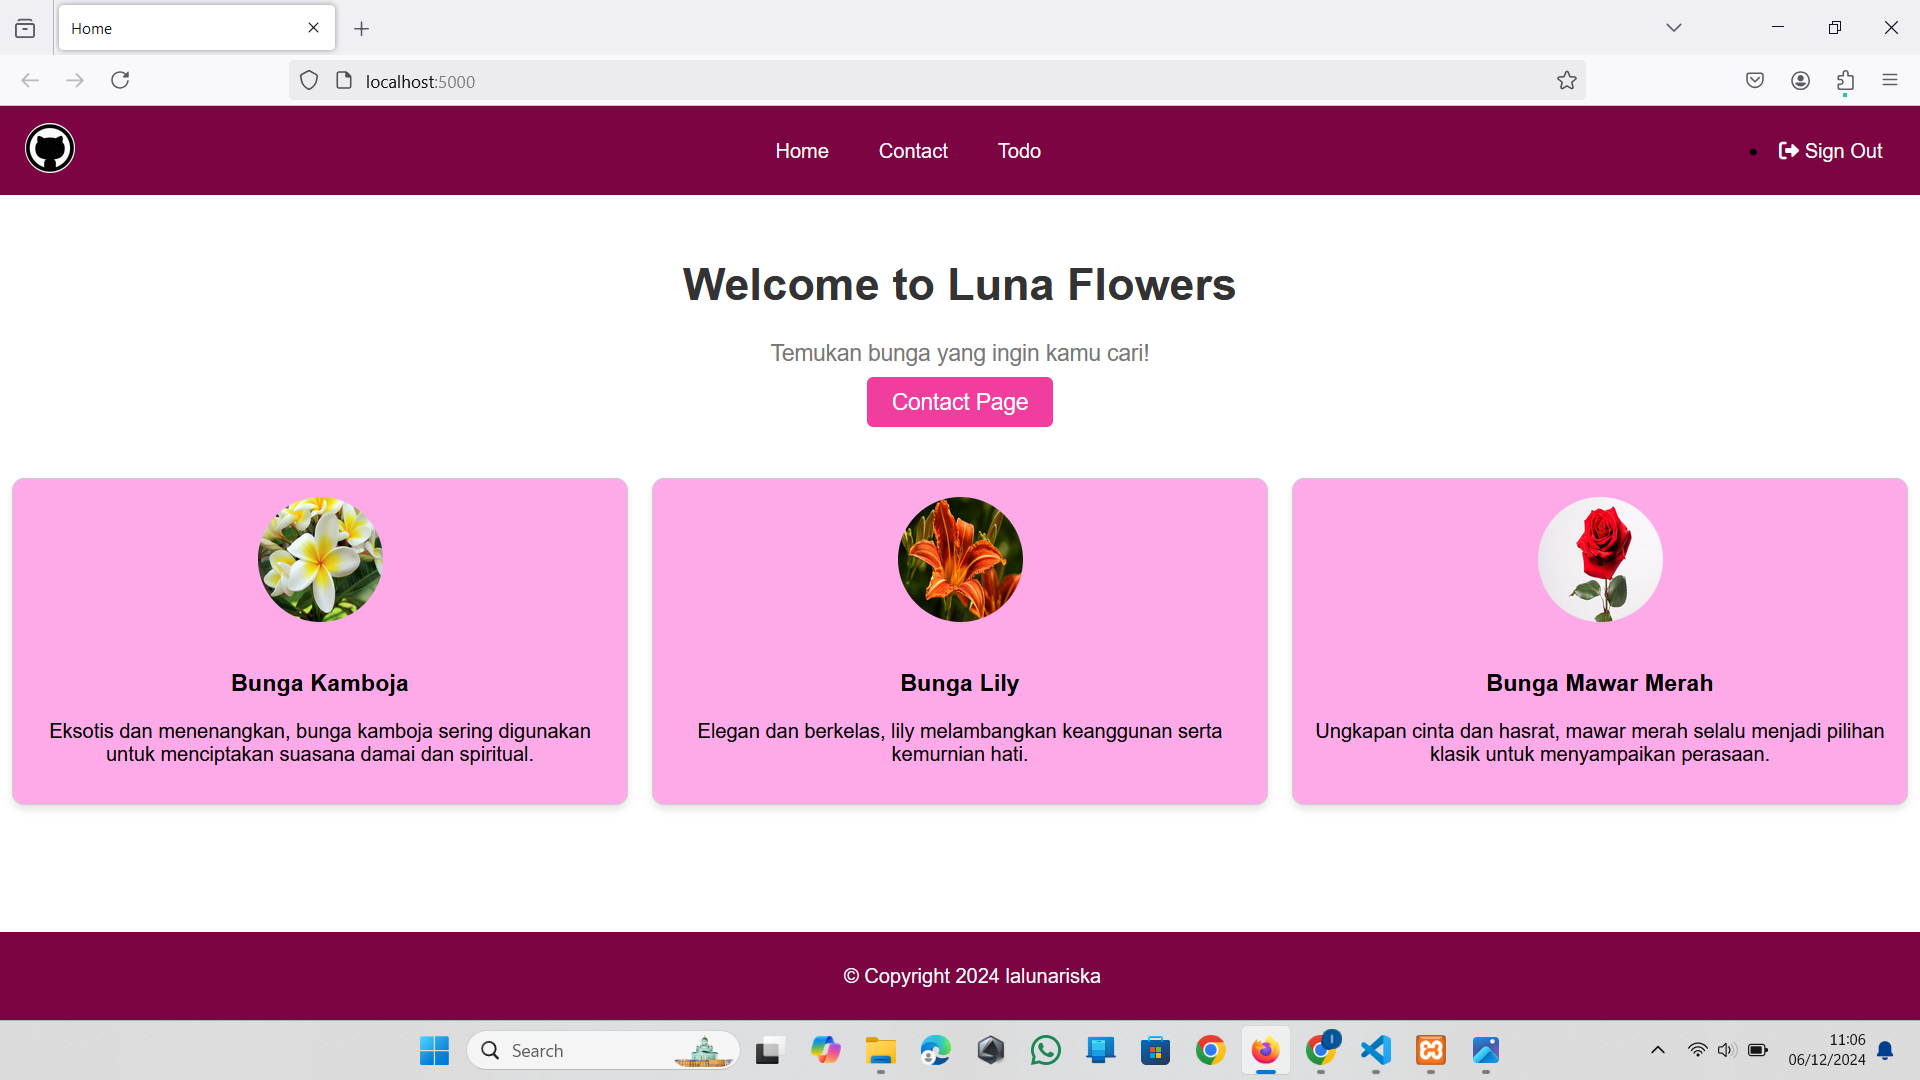 Home
localhost:5000
Home
Contact
Todo
Sign Out
Welcome to Luna Flowers
Temukan bunga yang ingin kamu cari!
Contact Page
Bunga Kamboja
Eksotis dan menenangkan, bunga kamboja sering digunakan
untuk menciptakan suasana damai dan spiritual.
Bunga Lily
Elegan dan berkelas, lily melambangkan keanggunan serta
kemurnian hati.
Bunga Mawar Merah
Ungkapan cinta dan hasrat, mawar merah selalu menjadi pilihan
klasik untuk menyampaikan perasaan.
© Copyright 2024 lalunariska
Search
11:06
06/12/2024